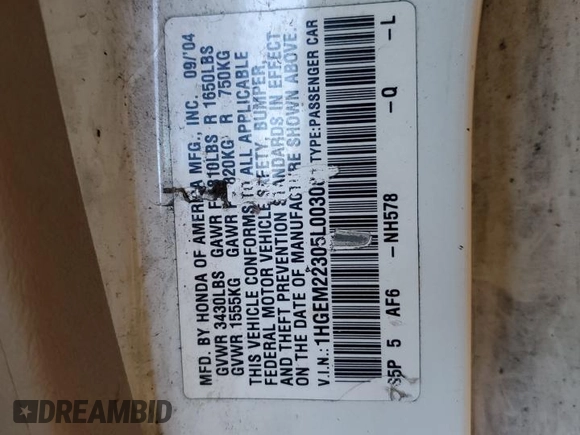 MFD. BY HONDA OF AMERICA MFG., INC. 09/'04
GVWR 3430LBS GAWR F 1810LBS R 1650LBS
GVWR 1555KG GAWR 820KG R 750KG
THIS VEHICLE CONFORMS TO ALL APPLICABLE
FEDERAL MOTOR VEHICLE SAFETY, BUMPER,
AND THEFT PREVENTION STANDARDS IN EFFECT
ON THE DATE OF MANUFACTURE SHOWN ABOVE.
V.I.N.: TYPE:PASSENGER CAR
S5P 5 AF6 -NH578 -Q -L
DREAMBID